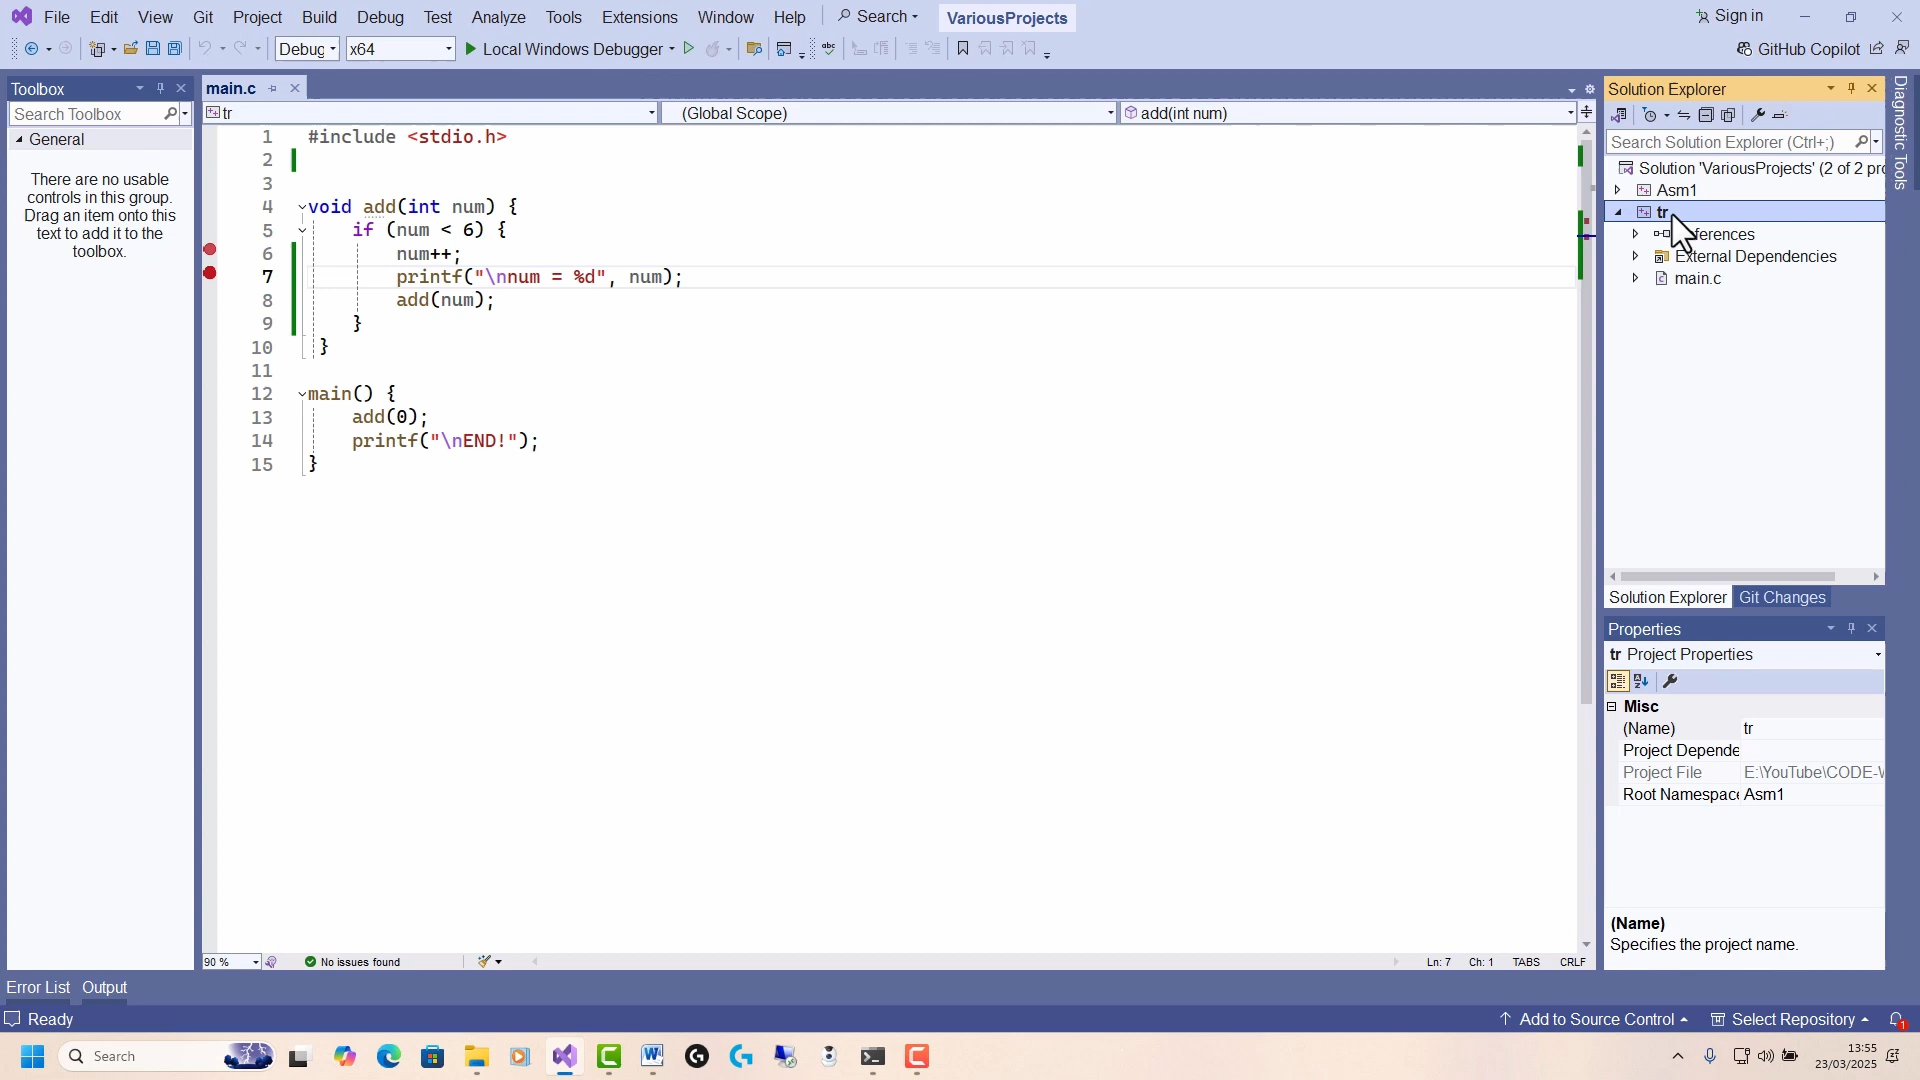 File Edit View Git Project Build Debug Test Analyze Tools Extensions Window Help Search VariousProjects Sign in
Debug x64 Local Windows Debugger abc GitHub Copilot
Toolbox
Search Toolbox
General
There are no usable
controls in this group.
Drag an item onto this
text to add it to the
toolbox.
main.c
tr (Global Scope) add(int num)
1 #include <stdio.h>
2
3
4 void add(int num) {
5 if (num < 6) {
6 num++;
7 printf("\nnum = %d", num);
8 add(num);
9 }
10 }
11
12 main() {
13 add(0);
14 printf("\nEND!");
15 }
90 % No issues found Ln: 7 Ch: 1 TABS CRLF
Solution Explorer
Search Solution Explorer (Ctrl+;)
Solution 'VariousProjects' (2 of 2 pro
Asm1
tr
ferences
External Dependencies
main.c
Solution Explorer Git Changes
Properties
tr Project Properties
Misc
(Name) tr
Project Depende
Project File E:\YouTube\CODE-W
Root Namespace Asm1
(Name)
Specifies the project name.
Diagnostic Tools
Error List Output
Ready Add to Source Control Select Repository 1
Search
13:55
23/03/2025